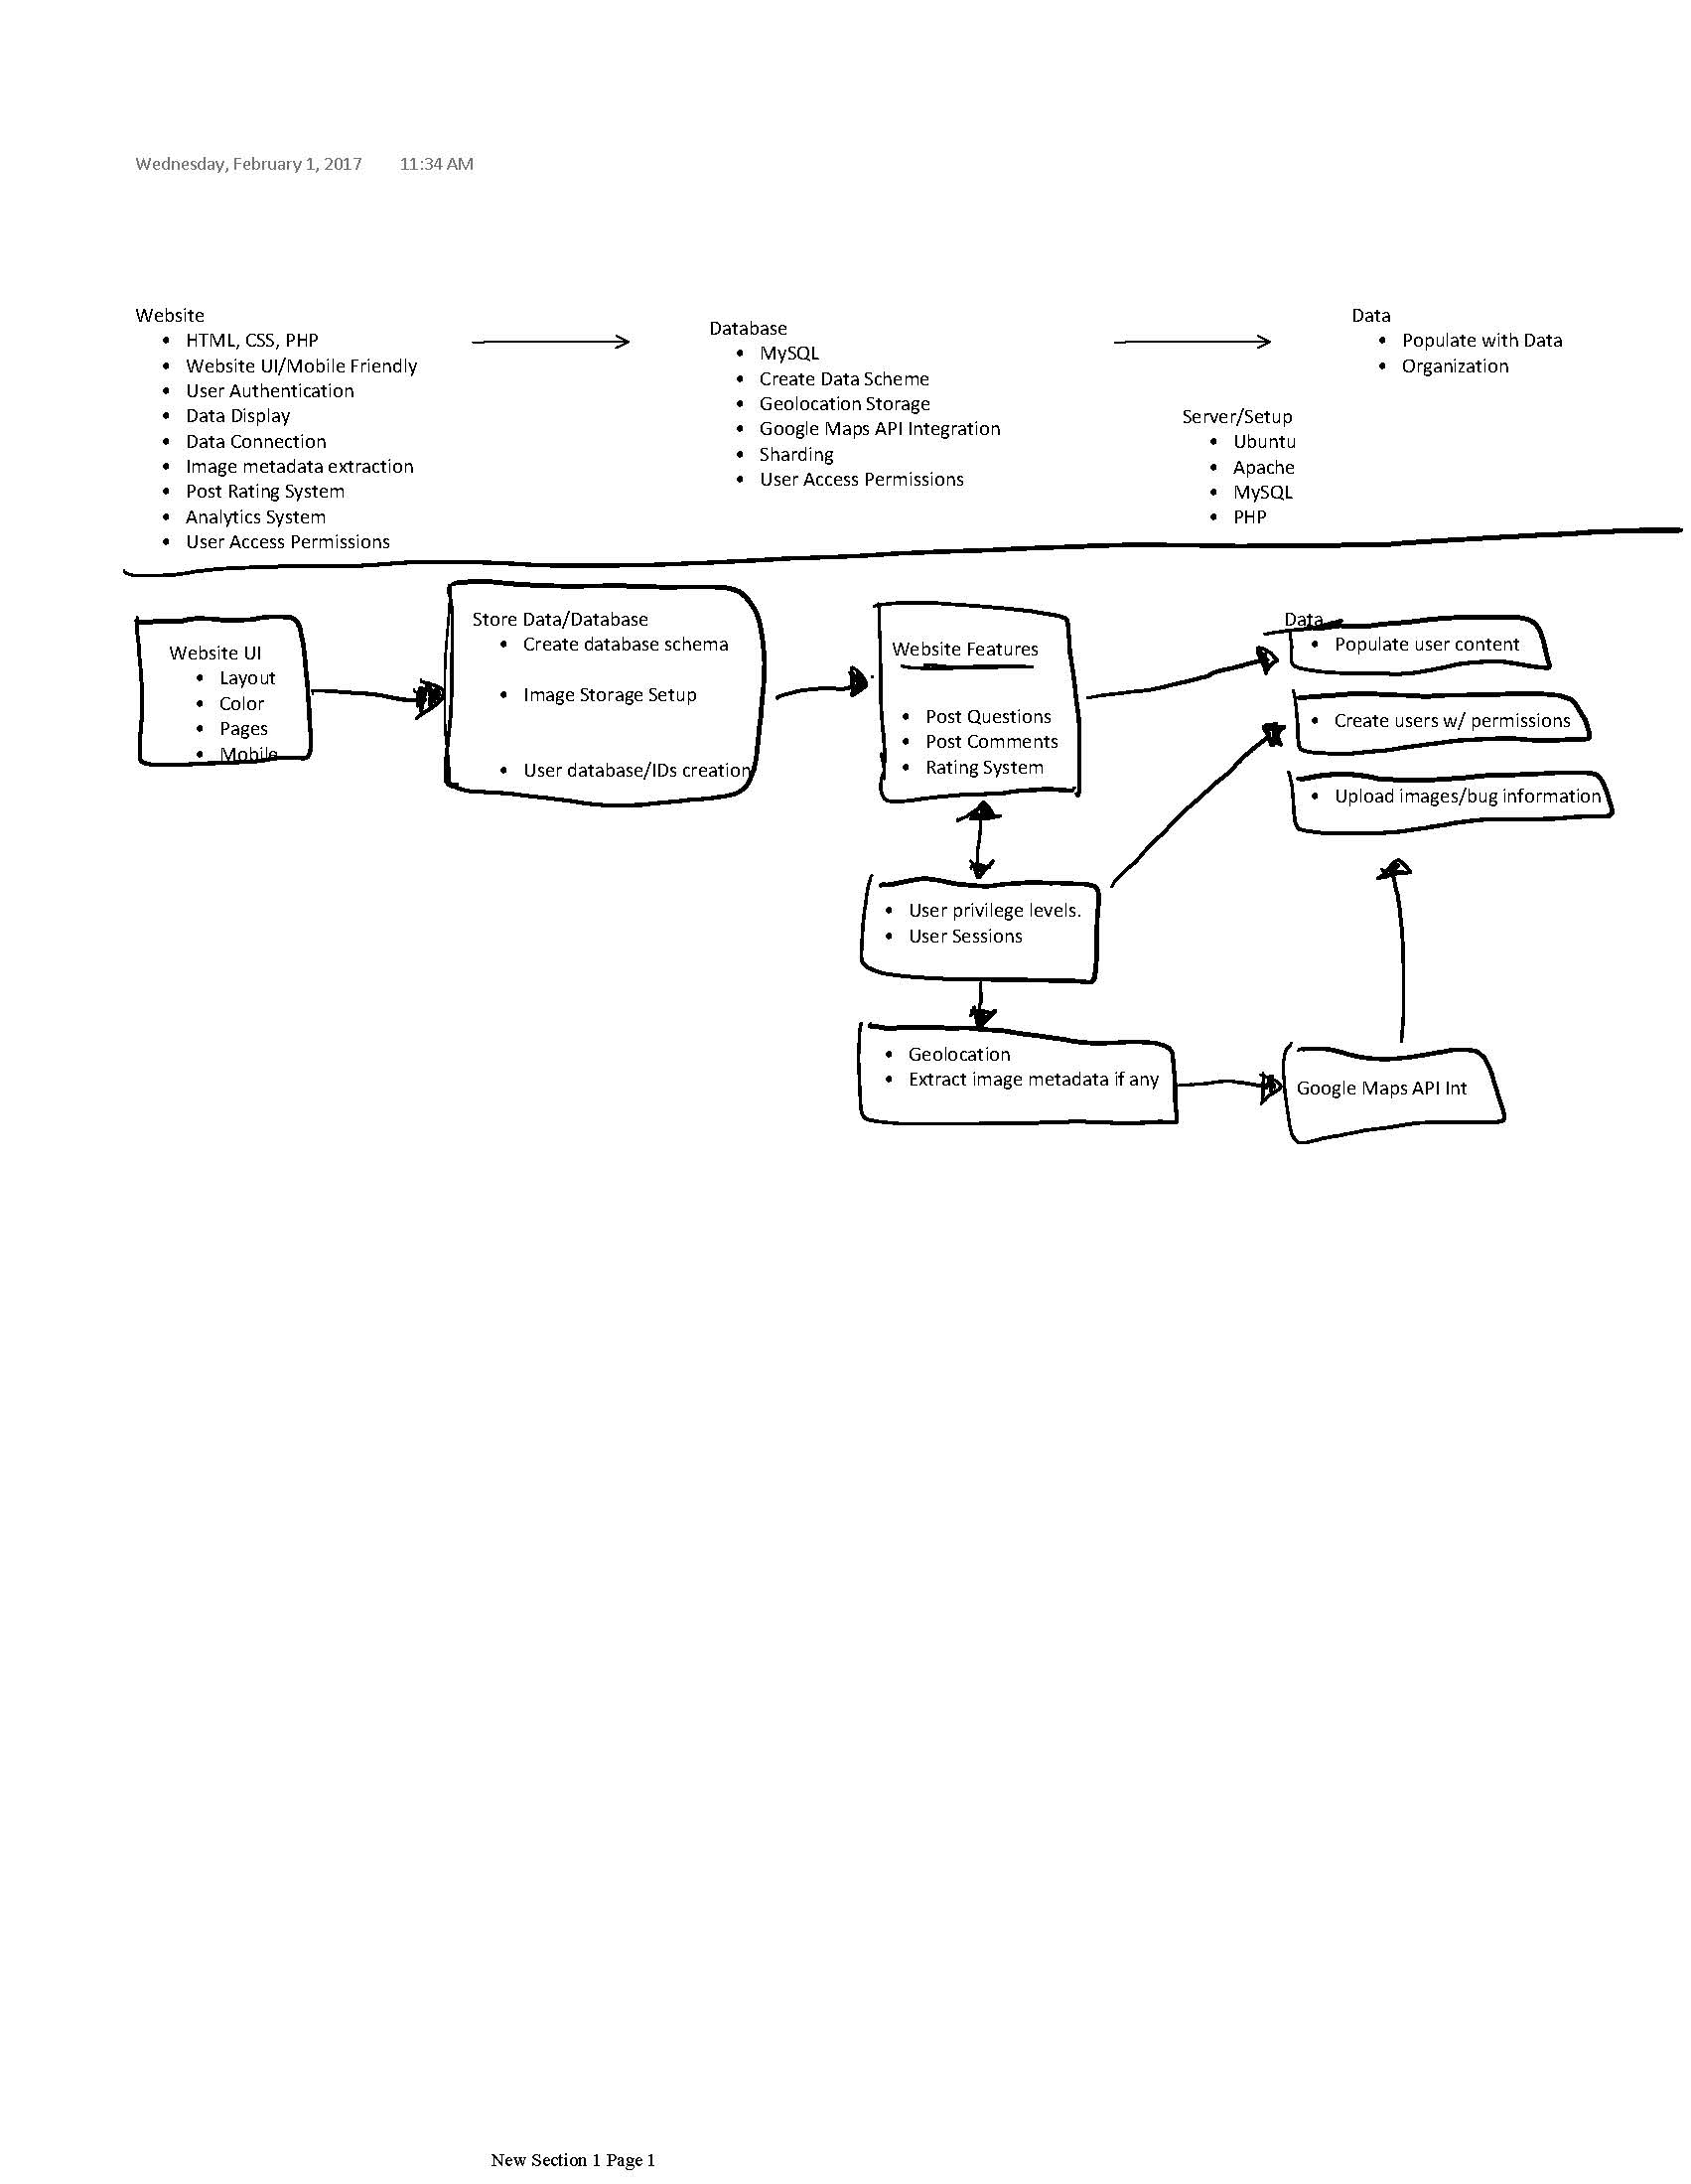 Wednesday, February 1, 2017 11:34 AM
Website
• HTML, CSS, PHP
• Website UI/Mobile Friendly
• User Authentication
• Data Display
• Data Connection
• Image metadata extraction
• Post Rating System
• Analytics System
• User Access Permissions
Database
• MySQL
• Create Data Scheme
• Geolocation Storage
• Google Maps API Integration
• Sharding
• User Access Permissions
Data
• Populate with Data
• Organization
Server/Setup
• Ubuntu
• Apache
• MySQL
• PHP
Website UI
• Layout
• Color
• Pages
• Mobile
Store Data/Database
• Create database schema
• Image Storage Setup
• User database/IDs creation
Website Features
• Post Questions
• Post Comments
• Rating System
Data
• Populate user content
• Create users w/ permissions
• Upload images/bug information
• User privilege levels.
• User Sessions
• Geolocation
• Extract image metadata if any
Google Maps API Int
New Section 1 Page 1